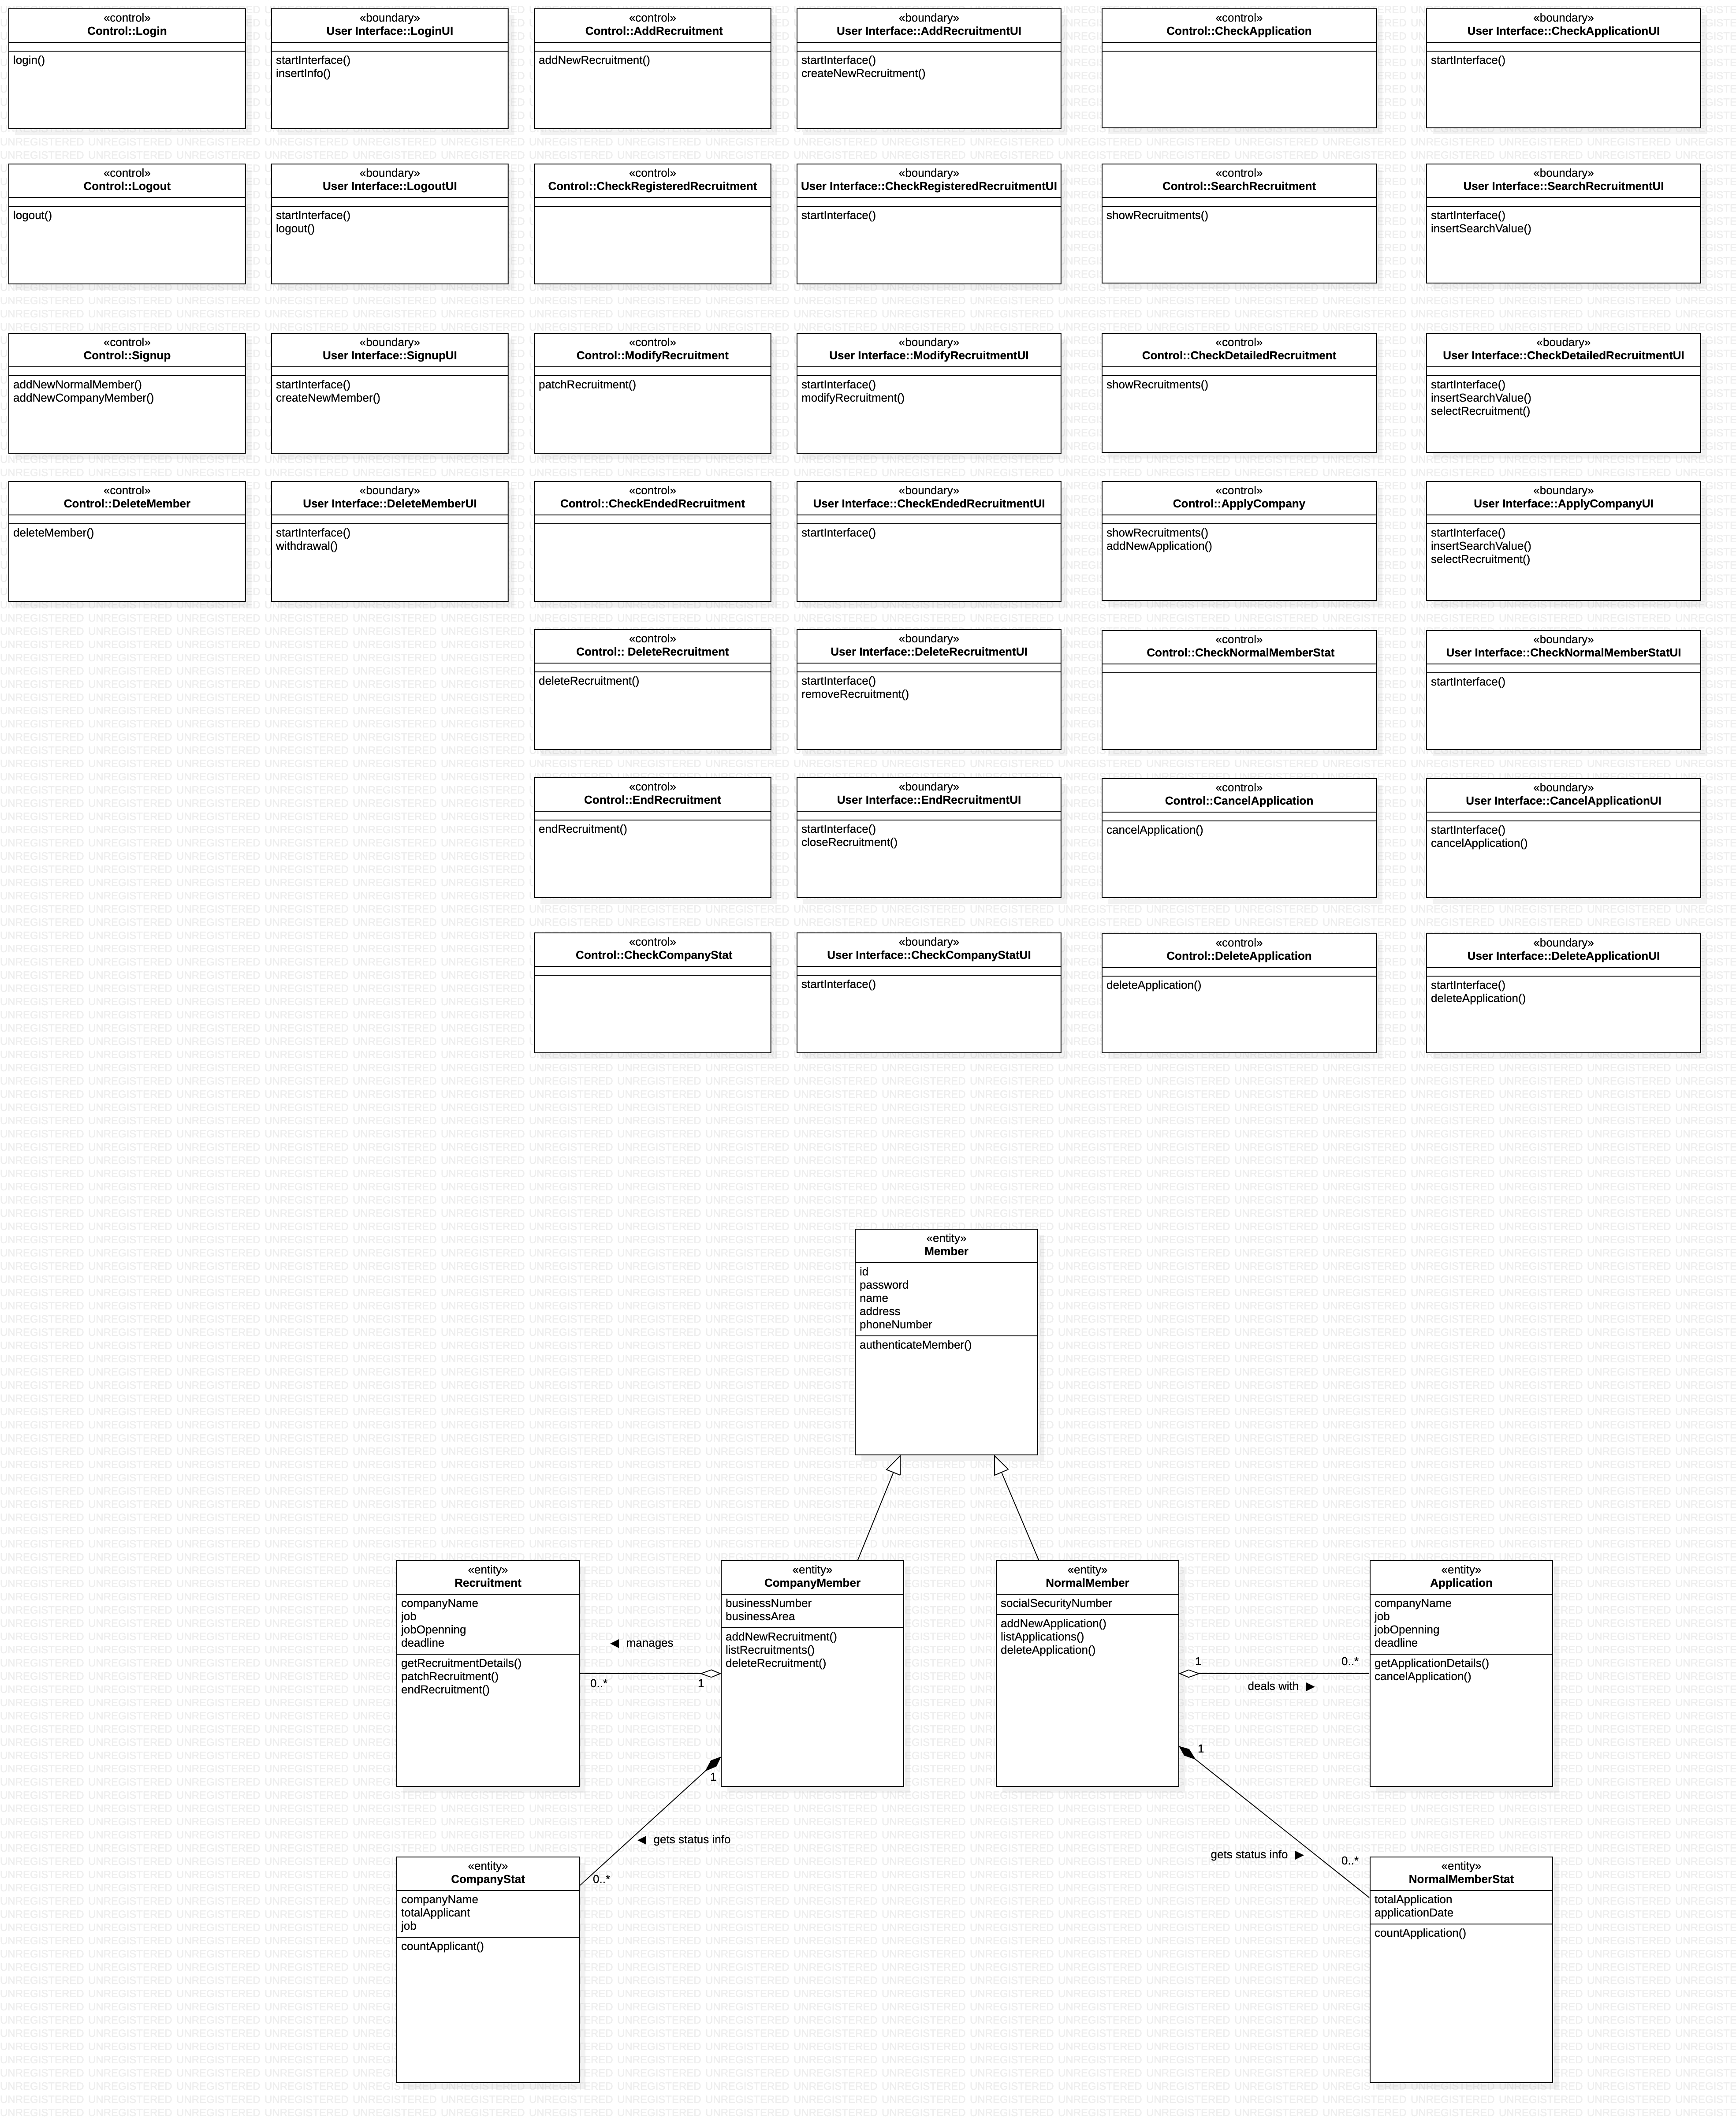 «control»
Control::Login
login()
«boundary»
User Interface::LoginUI
startInterface()
insertInfo()
«control»
Control::AddRecruitment
addNewRecruitment()
«boundary»
User Interface::AddRecruitmentUI
startInterface()
createNewRecruitment()
«control»
Control::CheckApplication
«boundary»
User Interface::CheckApplicationUI
startInterface()
«control»
Control::Logout
logout()
«boundary»
User Interface::LogoutUI
startInterface()
logout()
«control»
Control::CheckRegisteredRecruitment
«boundary»
User Interface::CheckRegisteredRecruitmentUI
startInterface()
«control»
Control::SearchRecruitment
showRecruitments()
«boundary»
User Interface::SearchRecruitmentUI
startInterface()
insertSearchValue()
«control»
Control::Signup
addNewNormalMember()
addNewCompanyMember()
«boundary»
User Interface::SignupUI
startInterface()
createNewMember()
«control»
Control::ModifyRecruitment
patchRecruitment()
«boundary»
User Interface::ModifyRecruitmentUI
startInterface()
modifyRecruitment()
«control»
Control::CheckDetailedRecruitment
showRecruitments()
«boudary»
User Interface::CheckDetailedRecruitmentUI
startInterface()
insertSearchValue()
selectRecruitment()
«control»
Control::DeleteMember
deleteMember()
«boundary»
User Interface::DeleteMemberUI
startInterface()
withdrawal()
«control»
Control::CheckEndedRecruitment
«boundary»
User Interface::CheckEndedRecruitmentUI
startInterface()
«control»
Control::ApplyCompany
showRecruitments()
addNewApplication()
«boundary»
User Interface::ApplyCompanyUI
startInterface()
insertSearchValue()
selectRecruitment()
«control»
Control:: DeleteRecruitment
deleteRecruitment()
«boundary»
User Interface::DeleteRecruitmentUI
startInterface()
removeRecruitment()
«control»
Control::CheckNormalMemberStat
«boundary»
User Interface::CheckNormalMemberStatUI
startInterface()
«control»
Control::EndRecruitment
endRecruitment()
«boundary»
User Interface::EndRecruitmentUI
startInterface()
closeRecruitment()
«control»
Control::CancelApplication
cancelApplication()
«boundary»
User Interface::CancelApplicationUI
startInterface()
cancelApplication()
«control»
Control::CheckCompanyStat
«boundary»
User Interface::CheckCompanyStatUI
startInterface()
«control»
Control::DeleteApplication
deleteApplication()
«boundary»
User Interface::DeleteApplicationUI
startInterface()
deleteApplication()
«entity»
Member
id
password
name
address
phoneNumber
authenticateMember()
«entity»
Recruitment
companyName
job
jobOpenning
deadline
getRecruitmentDetails()
patchRecruitment()
endRecruitment()
◀ manages
0..*
1
«entity»
CompanyMember
businessNumber
businessArea
addNewRecruitment()
listRecruitments()
deleteRecruitment()
«entity»
NormalMember
socialSecurityNumber
addNewApplication()
listApplications()
deleteApplication()
1
0..*
deals with ▶
«entity»
Application
companyName
job
jobOpenning
deadline
getApplicationDetails()
cancelApplication()
1
◀ gets status info
0..*
1
gets status info ▶
0..*
«entity»
CompanyStat
companyName
totalApplicant
job
countApplicant()
«entity»
NormalMemberStat
totalApplication
applicationDate
countApplication()